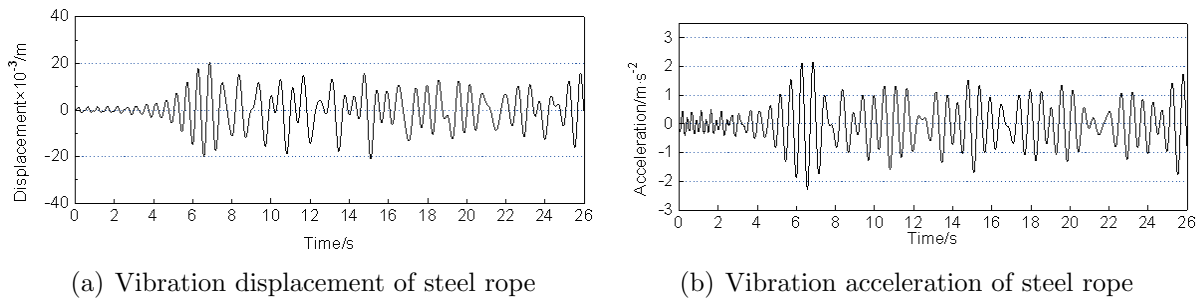 40
20
0
-20
-40
Displacement×10⁻³/m
0 2 4 6 8 10 12 14 16 18 20 22 24 26
Time/s
(a) Vibration displacement of steel rope
3
2
1
0
-1
-2
-3
Acceleration/m·s⁻²
0 2 4 6 8 10 12 14 16 18 20 22 24 26
Time/s
(b) Vibration acceleration of steel rope